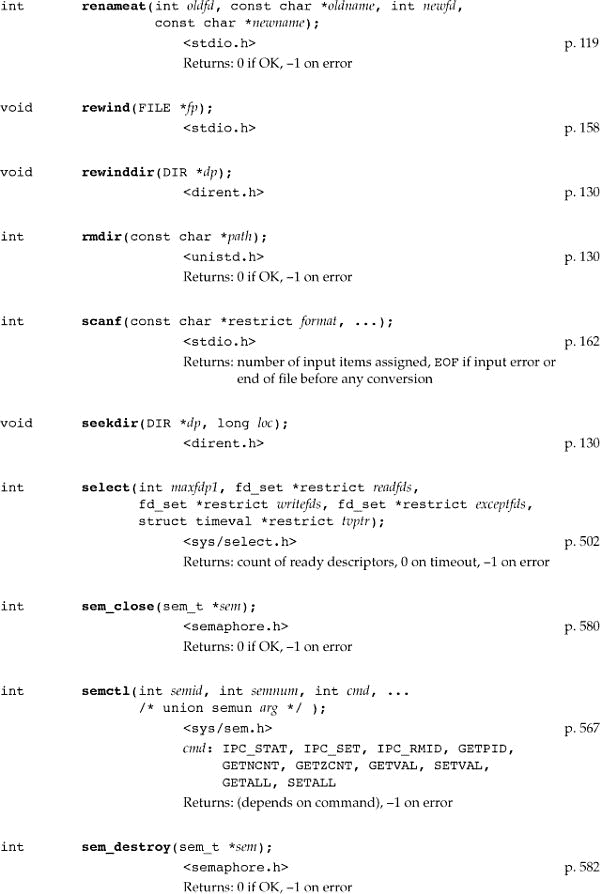 int renameat(int oldfd, const char *oldname, int newfd,
const char *newname);
<stdio.h> p. 119
Returns: 0 if OK, –1 on error
void rewind(FILE *fp);
<stdio.h> p. 158
void rewinddir(DIR *dp);
<dirent.h> p. 130
int rmdir(const char *path);
<unistd.h> p. 130
Returns: 0 if OK, –1 on error
int scanf(const char *restrict format, ...);
<stdio.h> p. 162
Returns: number of input items assigned, EOF if input error or
end of file before any conversion
void seekdir(DIR *dp, long loc);
<dirent.h> p. 130
int select(int maxfdp1, fd_set *restrict readfds,
fd_set *restrict writefds, fd_set *restrict exceptfds,
struct timeval *restrict tvptr);
<sys/select.h> p. 502
Returns: count of ready descriptors, 0 on timeout, –1 on error
int sem_close(sem_t *sem);
<semaphore.h> p. 580
Returns: 0 if OK, –1 on error
int semctl(int semid, int semnum, int cmd, ...
/* union semun arg */ );
<sys/sem.h> p. 567
cmd: IPC_STAT, IPC_SET, IPC_RMID, GETPID,
GETNCNT, GETZCNT, GETVAL, SETVAL,
GETALL, SETALL
Returns: (depends on command), –1 on error
int sem_destroy(sem_t *sem);
<semaphore.h> p. 582
Returns: 0 if OK, –1 on error